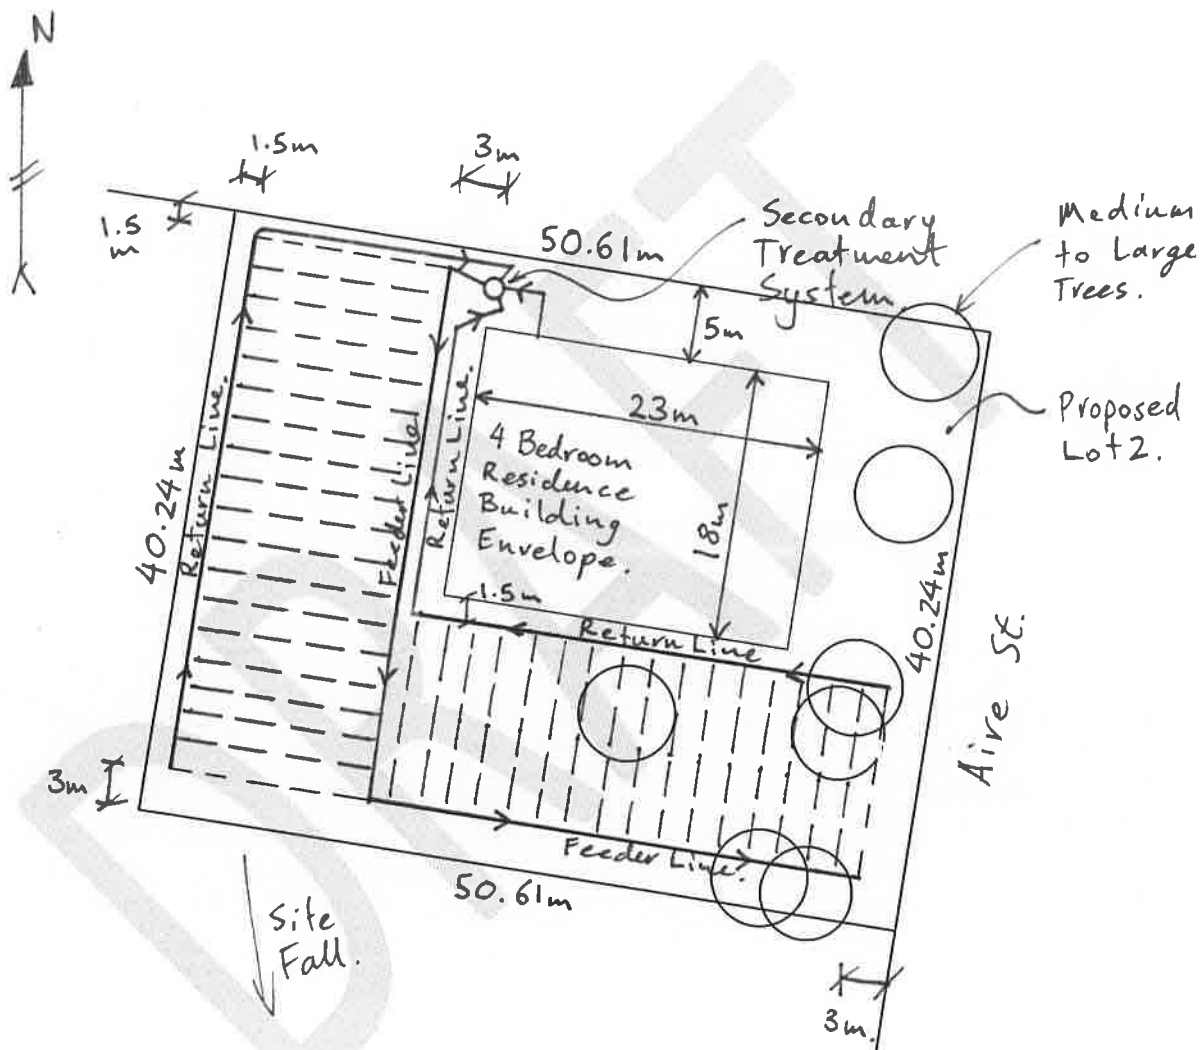 N
1.5m
3m
1.5
m
50.61m
Secondary
Treatment
System
Medium
to Large
Trees.
5m
Proposed
Lot 2.
23m
4 Bedroom
Residence
Building
Envelope.
18m
40.24m
Return Line.
Feeder Line
Return Line.
1.5m
Return Line
40.24m
Aire St.
3m
Feeder Line.
50.61m
Site
Fall.
3m.
DRAFT